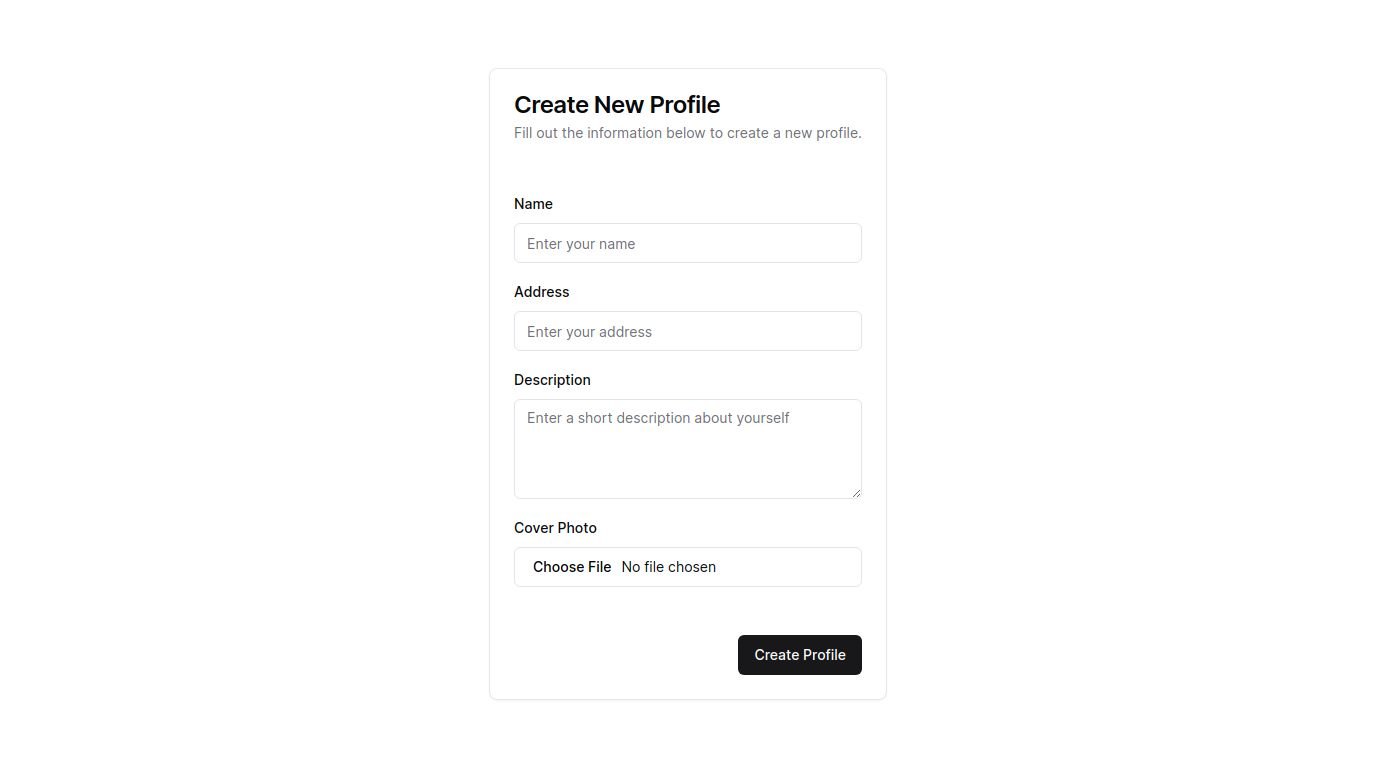 Create New Profile
Fill out the information below to create a new profile.
Name
Enter your name
Address
Enter your address
Description
Enter a short description about yourself
Cover Photo
Choose File No file chosen
Create Profile